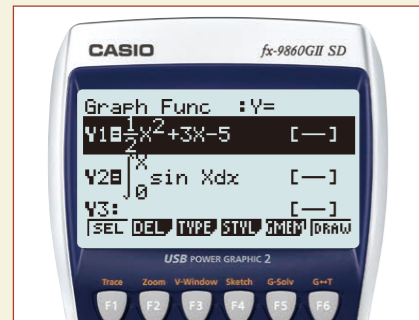 CASIO fx-9860GII SD
Graph Func :Y=
Y1=1/2X²+3X-5 [—]
Y2=∫₀ˣ sin Xdx [—]
Y3: [—]
SEL DEL TYPE STYL GMEM DRAW
USB POWER GRAPHIC 2
Trace Zoom V-Window Sketch G-Solv G↔T
F1 F2 F3 F4 F5 F6